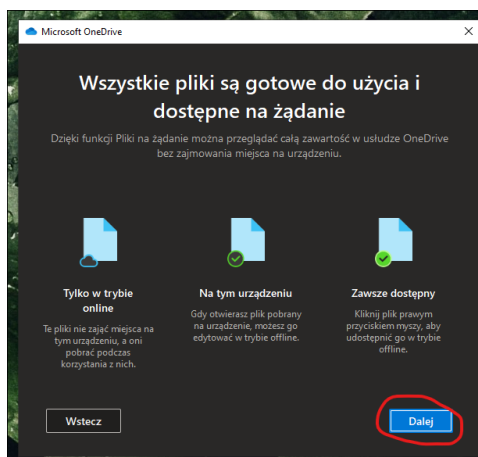 Microsoft OneDrive
Wszystkie pliki są gotowe do użycia i
dostępne na żądanie
Dzięki funkcji Pliki na żądanie można przeglądać całą zawartość w usłudze OneDrive
bez zajmowania miejsca na urządzeniu.
Tylko w trybie
online
Te pliki nie zająć miejsca na
tym urządzeniu, a oni
pobrać podczas
korzystania z nich.
Na tym urządzeniu
Gdy otwierasz plik pobrany
na urządzenie, możesz go
edytować w trybie offline.
Zawsze dostępny
Kliknij plik prawym
przyciskiem myszy, aby
udostępnić go w trybie
offline.
Wstecz
Dalej